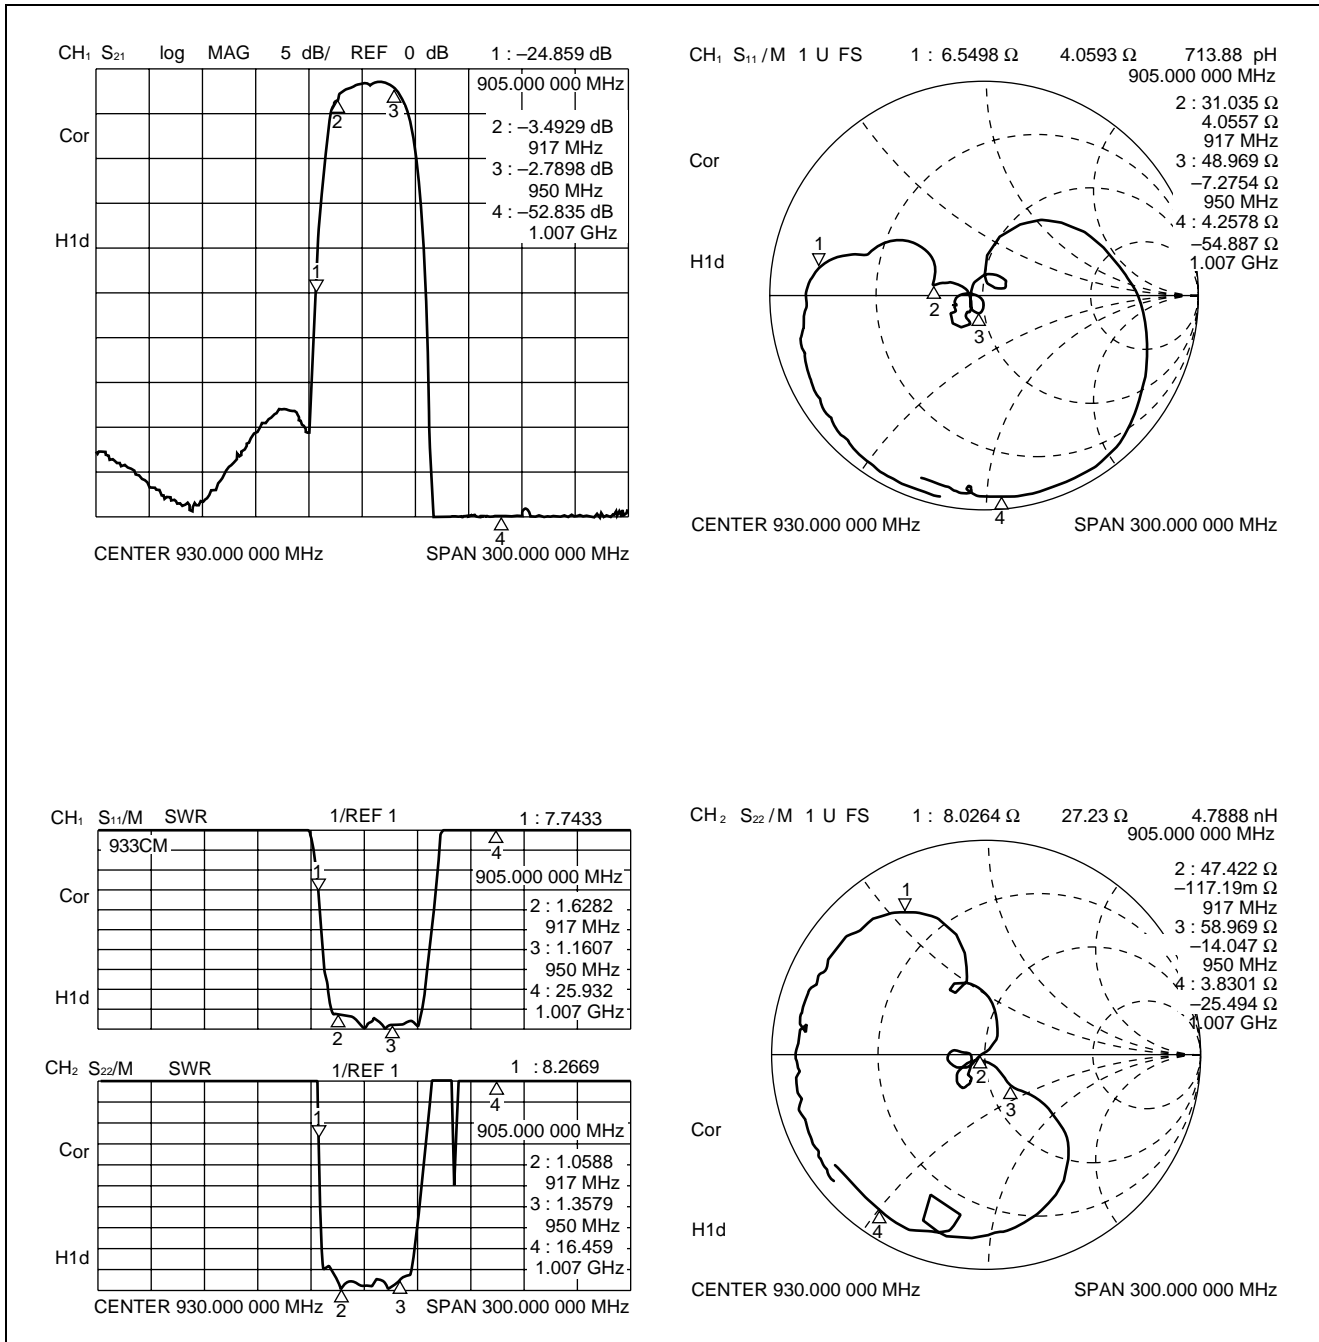 CH₁ S₂₁ log MAG 5 dB/ REF 0 dB 1 : –24.859 dB
905.000 000 MHz
2 : –3.4929 dB
917 MHz
3 : –2.7898 dB
950 MHz
4 : –52.835 dB
1.007 GHz
Cor
H1d
1
2
3
4
CENTER 930.000 000 MHz SPAN 300.000 000 MHz
CH₁ S₁₁/M 1 U FS 1 : 6.5498 Ω 4.0593 Ω 713.88 pH
905.000 000 MHz
2 : 31.035 Ω
4.0557 Ω
917 MHz
3 : 48.969 Ω
–7.2754 Ω
950 MHz
4 : 4.2578 Ω
–54.887 Ω
1.007 GHz
Cor
H1d
1
2
3
4
CENTER 930.000 000 MHz SPAN 300.000 000 MHz
CH₁ S₁₁/M SWR 1/REF 1 1 : 7.7433
933CM
4
905.000 000 MHz
1
Cor
2 : 1.6282
917 MHz
3 : 1.1607
950 MHz
4 : 25.932
1.007 GHz
H1d
2
3
CH₂ S₂₂/M SWR 1/REF 1 1 : 8.2669
4
905.000 000 MHz
1
Cor
2 : 1.0588
917 MHz
3 : 1.3579
950 MHz
4 : 16.459
1.007 GHz
H1d
2
3
CENTER 930.000 000 MHz SPAN 300.000 000 MHz
CH₂ S₂₂/M 1 U FS 1 : 8.0264 Ω 27.23 Ω 4.7888 nH
905.000 000 MHz
2 : 47.422 Ω
–117.19m Ω
917 MHz
3 : 58.969 Ω
–14.047 Ω
950 MHz
4 : 3.8301 Ω
–25.494 Ω
1.007 GHz
1
2
3
Cor
H1d
4
CENTER 930.000 000 MHz SPAN 300.000 000 MHz